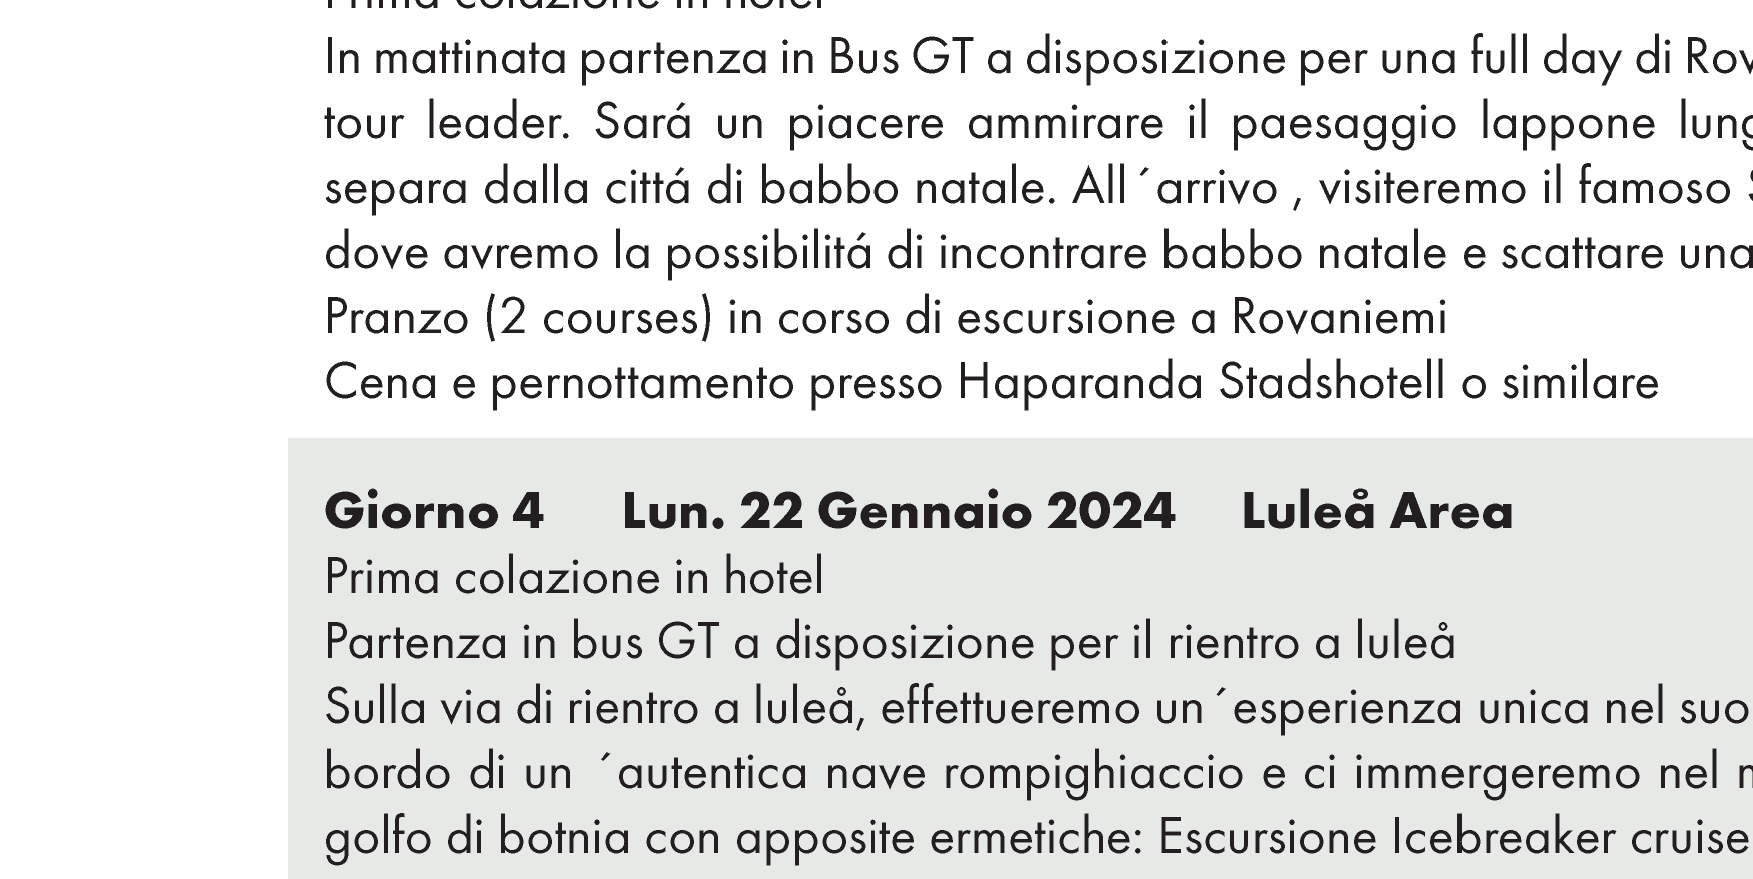 Prima colazione in hotel
In mattinata partenza in Bus GT a disposizione per una full day di
tour leader. Sará un piacere ammirare il paesaggio lappone
separa dalla cittá di babbo natale. All´arrivo , visiteremo il famoso
dove avremo la possibilitá di incontrare babbo natale e scattare una
Pranzo (2 courses) in corso di escursione a Rovaniemi
Cena e pernottamento presso Haparanda Stadshotell o similare
Giorno 4 Lun. 22 Gennaio 2024 Luleå Area
Prima colazione in hotel
Partenza in bus GT a disposizione per il rientro a luleå
Sulla via di rientro a luleå, effettueremo un´esperienza unica nel suo
bordo di un ´autentica nave rompighiaccio e ci immergeremo nel
golfo di botnia con apposite ermetiche: Escursione Icebreaker cruise